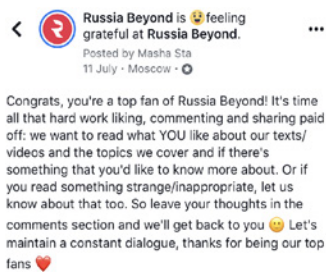 Russia Beyond is 😲 feeling
grateful at Russia Beyond.
Posted by Masha Sta
11 July · Moscow ·
Congrats, you're a top fan of Russia Beyond! It's time
all that hard work liking, commenting and sharing paid
off: we want to read what YOU like about our texts/
videos and the topics we cover and if there's
something that you'd like to know more about. Or if
you read something strange/inappropriate, let us
know about that too. So leave your thoughts in the
comments section and we'll get back to you 🙂 Let's
maintain a constant dialogue, thanks for being our top
fans ❤️